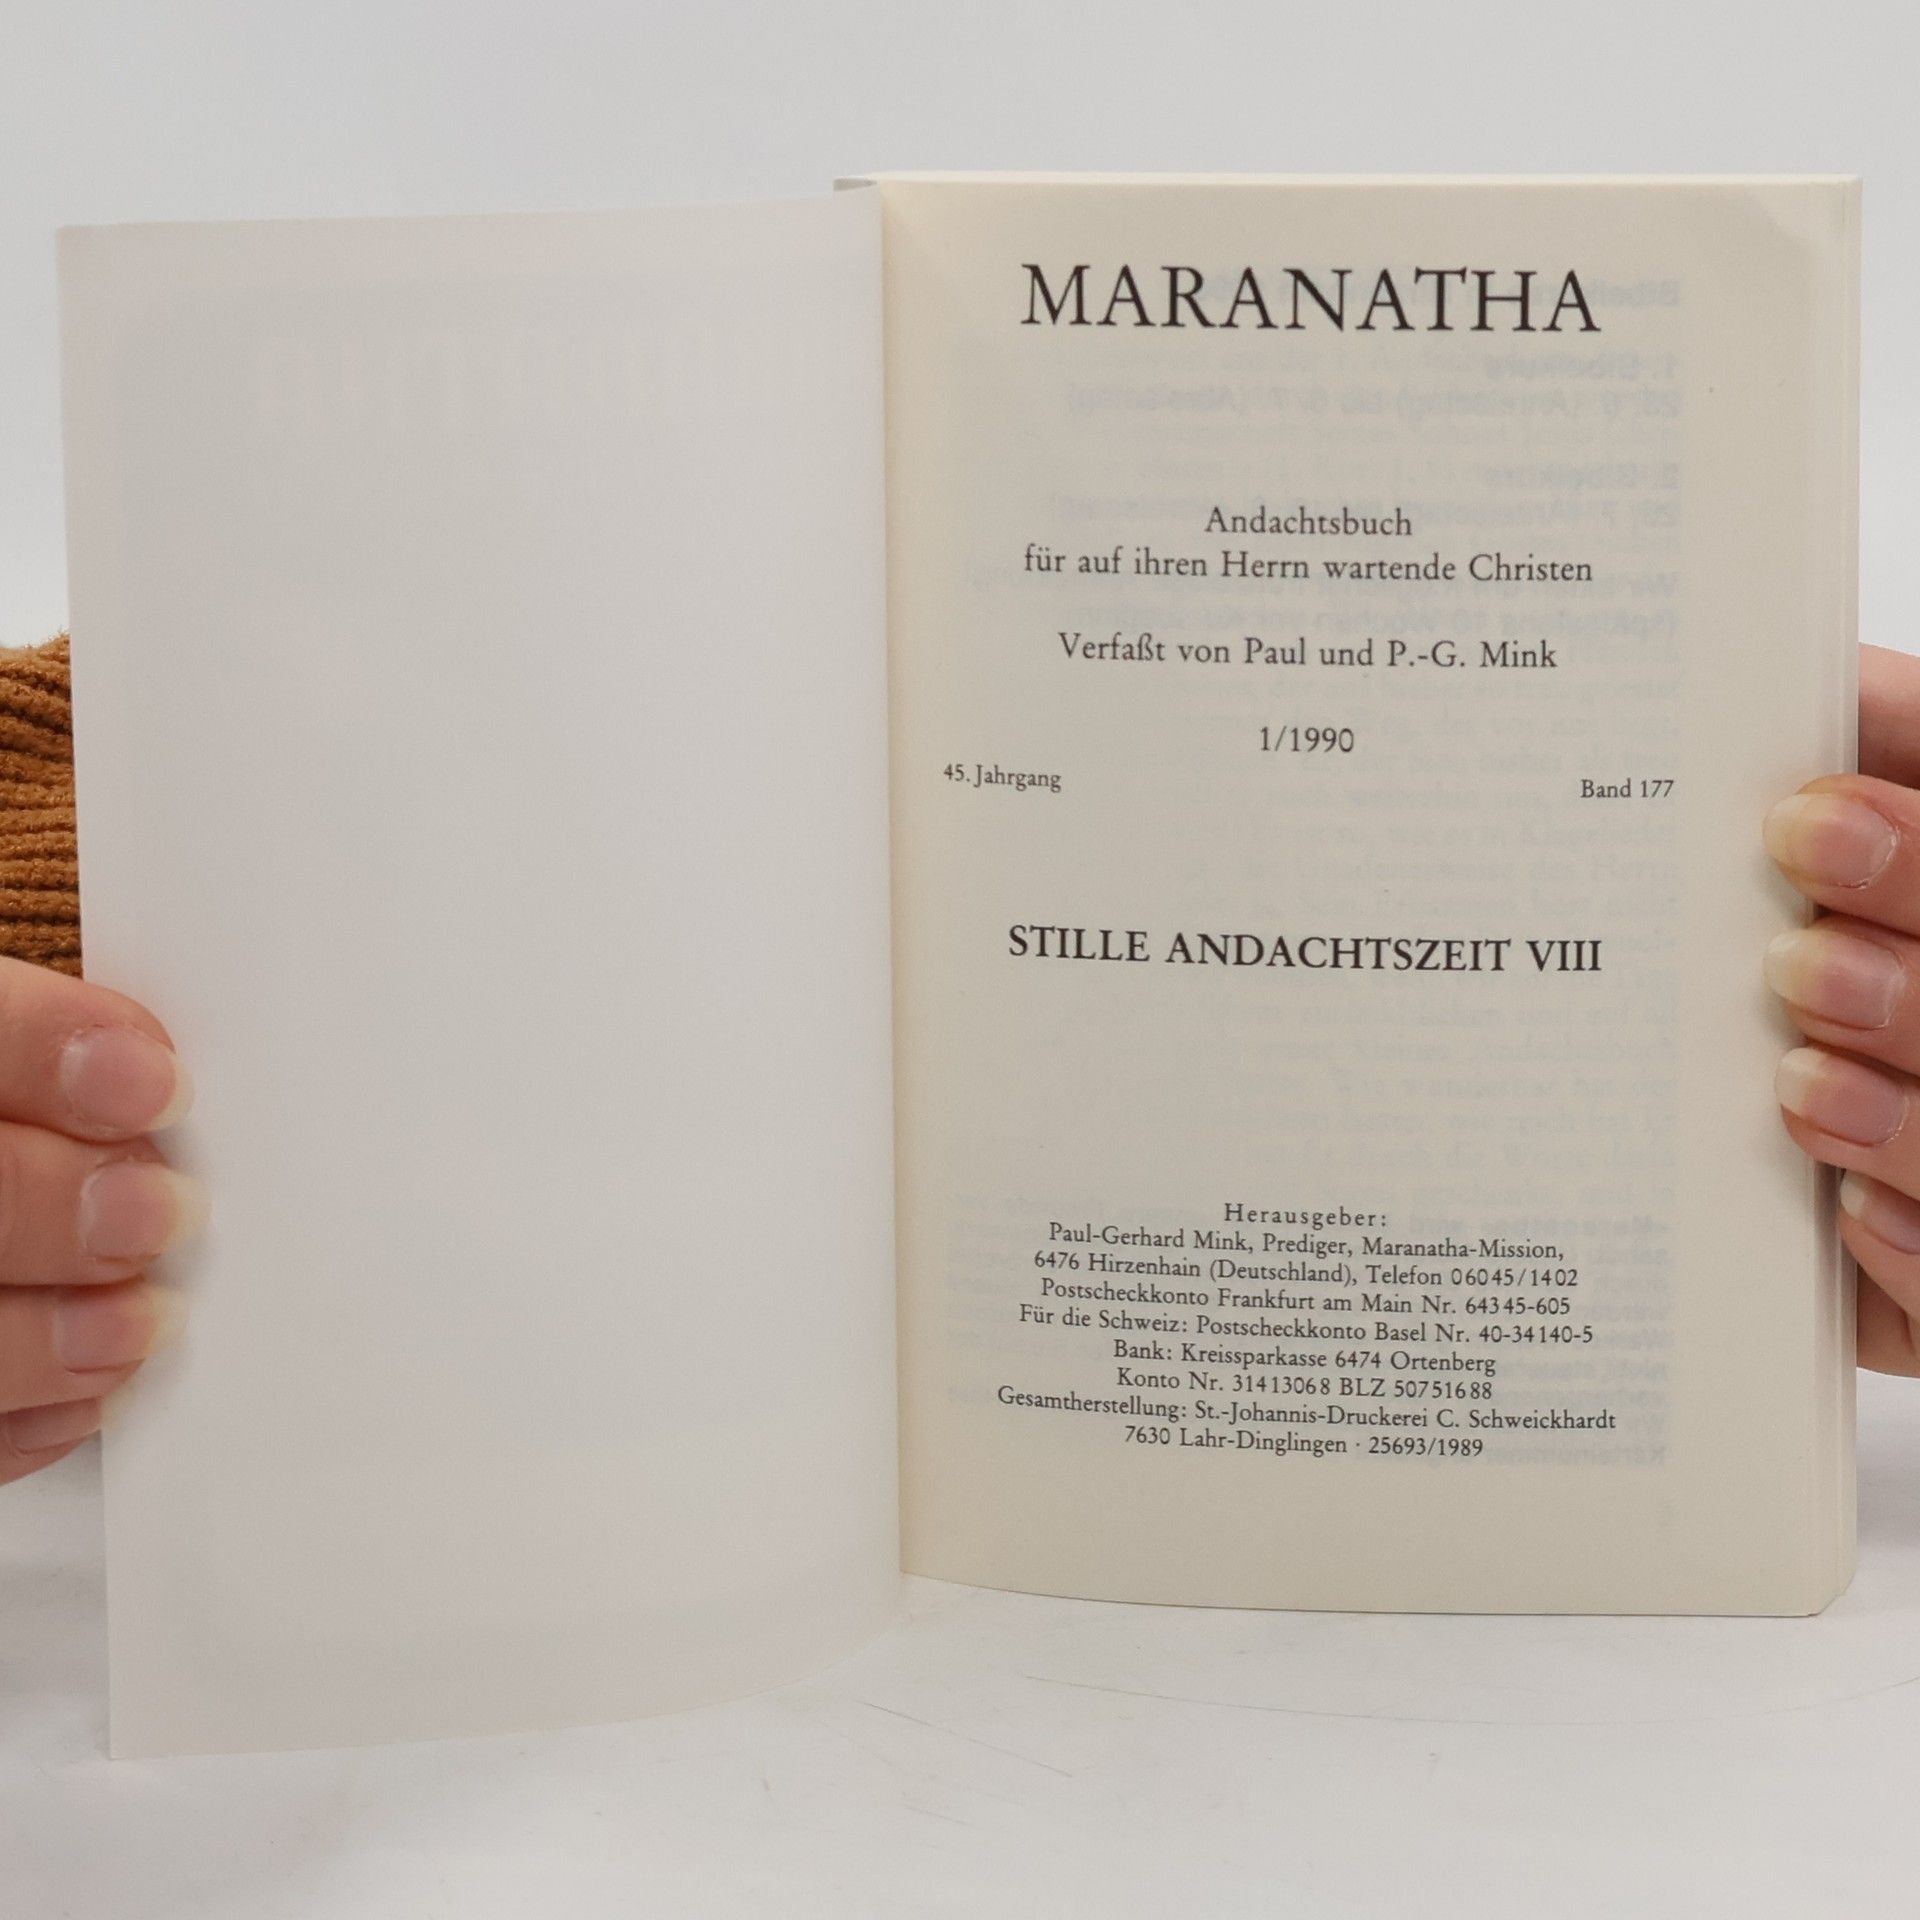 MARANATHA
Andachtsbuch
für auf ihren Herrn wartende Christen
Verfaßt von Paul und P.-G. Mink
1/1990
45. Jahrgang
Band 177
STILLE ANDACHTSZEIT VIII
Herausgeber:
Paul-Gerhard Mink, Prediger, Maranatha-Mission,
6476 Hirzenhain (Deutschland), Telefon 06045/1402
Postscheckkonto Frankfurt am Main Nr. 64345-605
Für die Schweiz: Postscheckkonto Basel Nr. 40-34140-5
Bank: Kreissparkasse 6474 Ortenberg
Konto Nr. 31413068 BLZ 50751688
Gesamtherstellung: St.-Johannis-Druckerei C. Schweickhardt
7630 Lahr-Dinglingen · 25693/1989